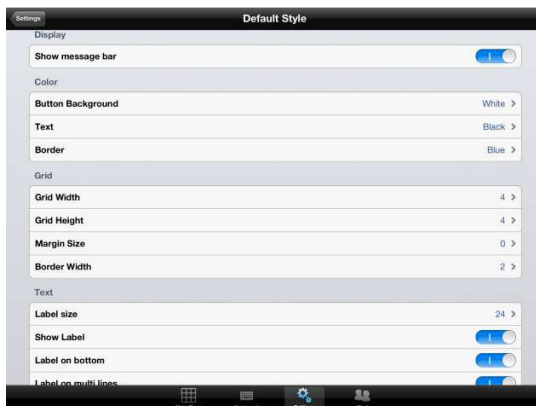 Settings
Default Style
Display
Show message bar
Color
Button Background White >
Text Black >
Border Blue >
Grid
Grid Width 4 >
Grid Height 4 >
Margin Size 0 >
Border Width 2 >
Text
Label size 24 >
Show Label
Label on bottom
Label on multi lines